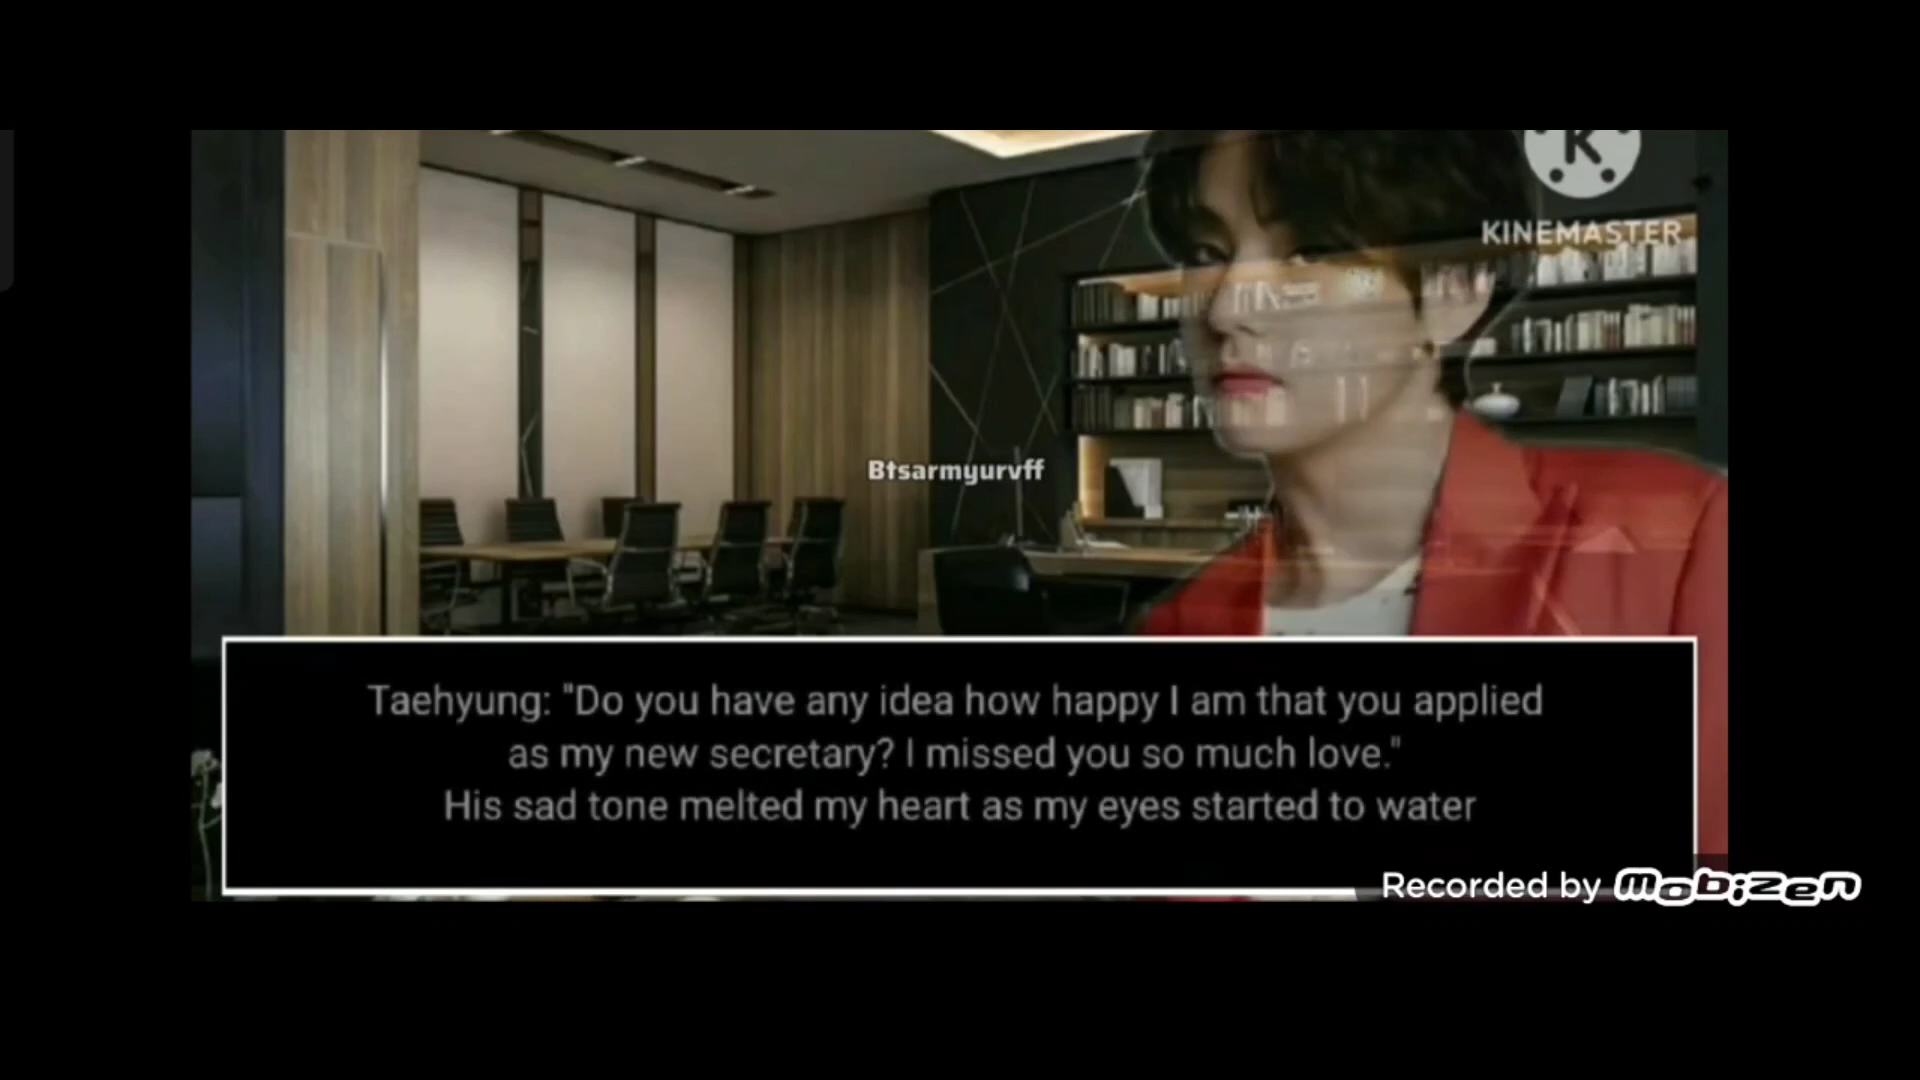 K
KINEMASTER
Btsarmyurvff
Taehyung: "Do you have any idea how happy I am that you applied
as my new secretary? I missed you so much love."
His sad tone melted my heart as my eyes started to water
Recorded by mobizen